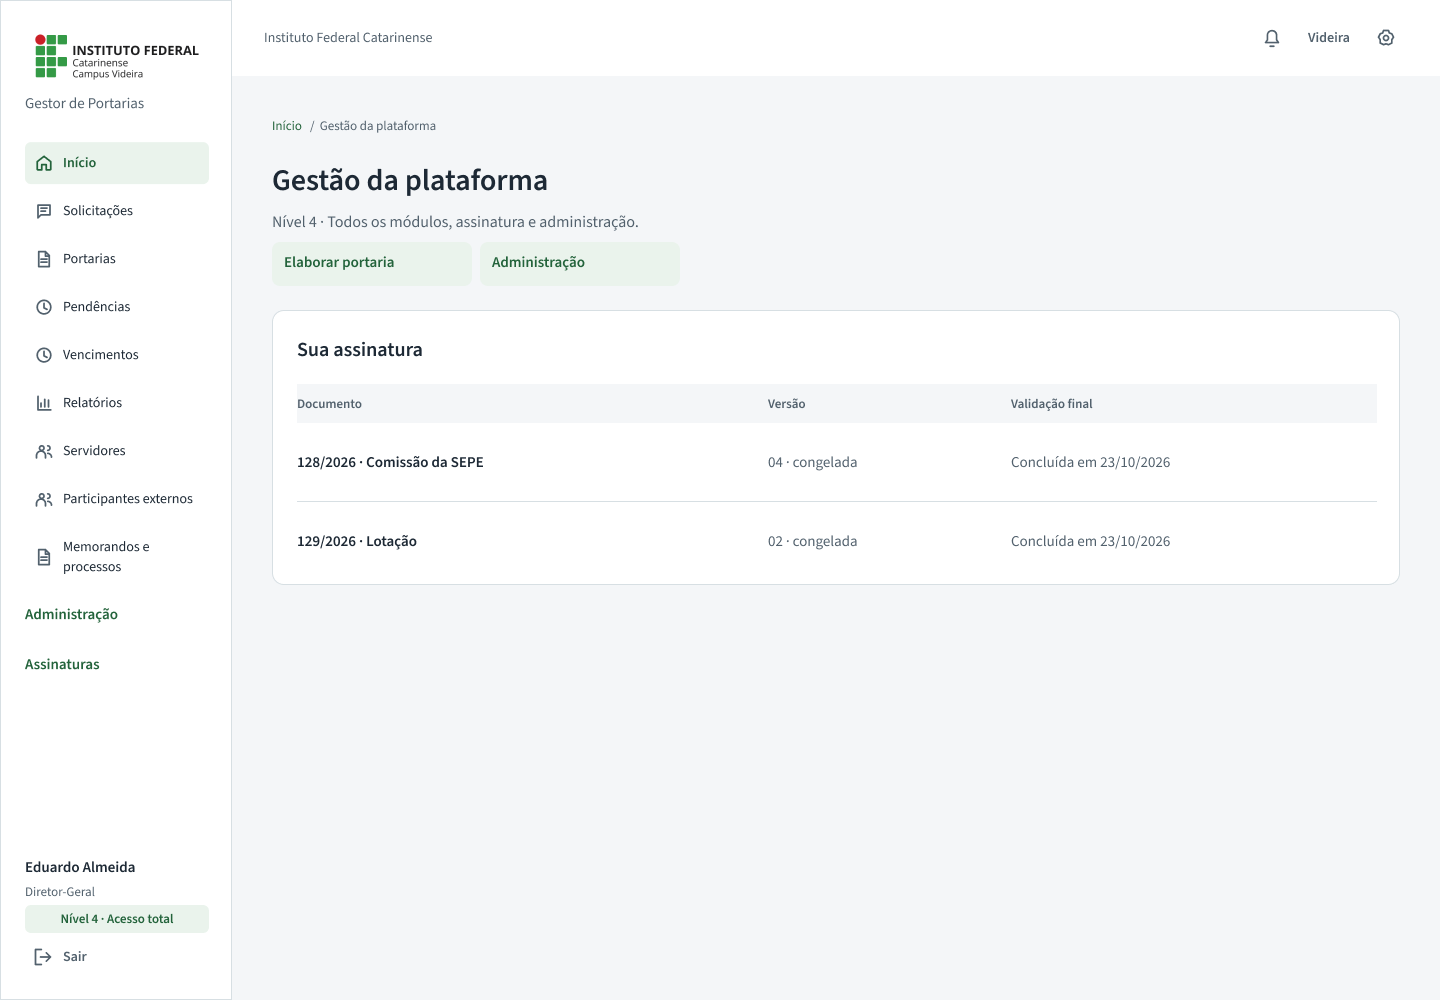 INSTITUTO FEDERAL
Catarinense
Campus Videira
Gestor de Portarias
Início
Solicitações
Portarias
Pendências
Vencimentos
Relatórios
Servidores
Participantes externos
Memorandos e
processos
Administração
Assinaturas
Eduardo Almeida
Diretor-Geral
Nível 4 · Acesso total
Sair
Instituto Federal Catarinense
Videira
Início / Gestão da plataforma
Gestão da plataforma
Nível 4 · Todos os módulos, assinatura e administração.
Elaborar portaria Administração
Sua assinatura
Documento Versão Validação final
128/2026 · Comissão da SEPE 04 · congelada Concluída em 23/10/2026
129/2026 · Lotação 02 · congelada Concluída em 23/10/2026